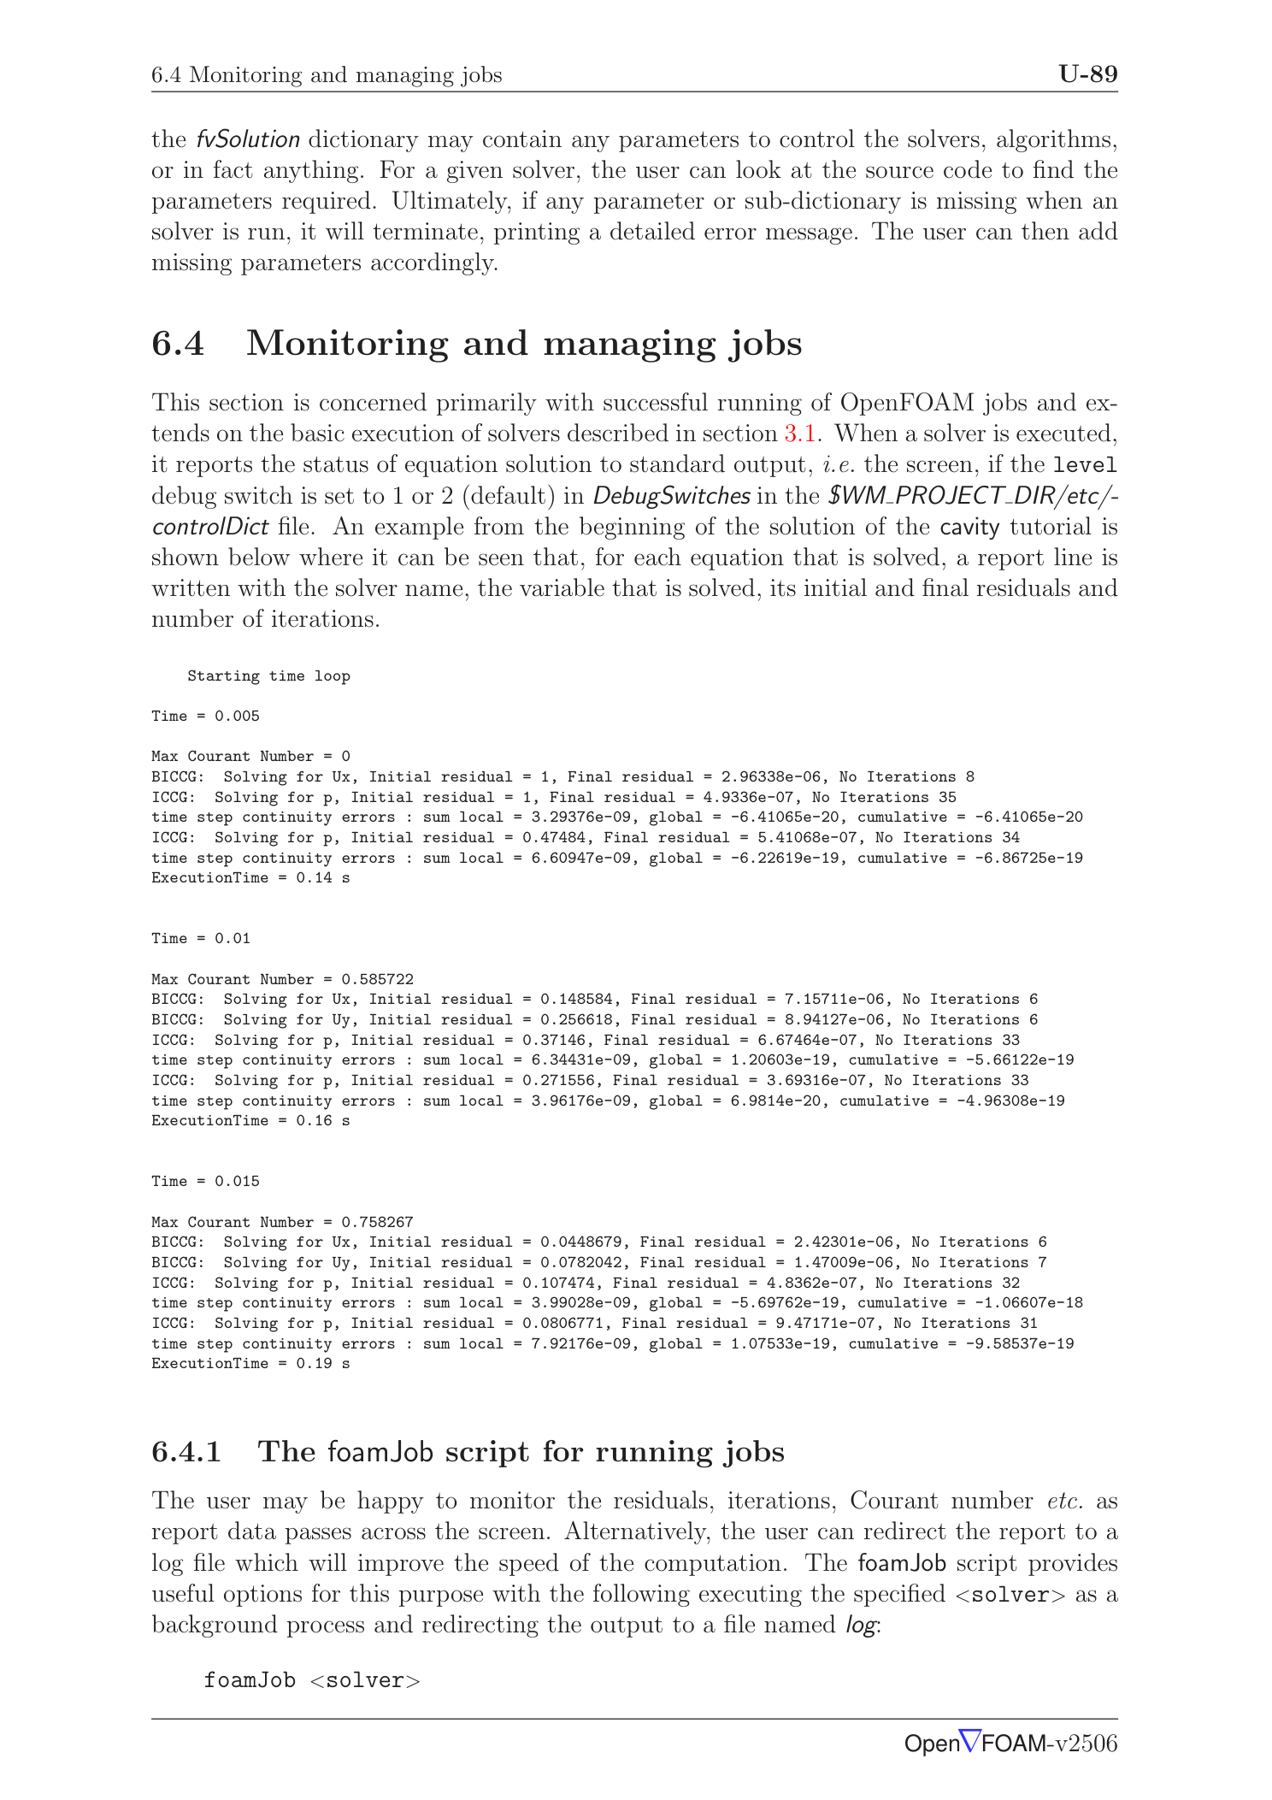 6.4 Monitoring and managing jobs U-89
the fvSolution dictionary may contain any parameters to control the solvers, algorithms,
or in fact anything. For a given solver, the user can look at the source code to find the
parameters required. Ultimately, if any parameter or sub-dictionary is missing when an
solver is run, it will terminate, printing a detailed error message. The user can then add
missing parameters accordingly.
6.4 Monitoring and managing jobs
This section is concerned primarily with successful running of OpenFOAM jobs and ex-
tends on the basic execution of solvers described in section 3.1. When a solver is executed,
it reports the status of equation solution to standard output, i.e. the screen, if the level
debug switch is set to 1 or 2 (default) in DebugSwitches in the $WM_PROJECT_DIR/etc/-
controlDict file. An example from the beginning of the solution of the cavity tutorial is
shown below where it can be seen that, for each equation that is solved, a report line is
written with the solver name, the variable that is solved, its initial and final residuals and
number of iterations.
Starting time loop
Time = 0.005
Max Courant Number = 0
BICCG:  Solving for Ux, Initial residual = 1, Final residual = 2.96338e-06, No Iterations 8
ICCG:  Solving for p, Initial residual = 1, Final residual = 4.9336e-07, No Iterations 35
time step continuity errors : sum local = 3.29376e-09, global = -6.41065e-20, cumulative = -6.41065e-20
ICCG:  Solving for p, Initial residual = 0.47484, Final residual = 5.41068e-07, No Iterations 34
time step continuity errors : sum local = 6.60947e-09, global = -6.22619e-19, cumulative = -6.86725e-19
ExecutionTime = 0.14 s
Time = 0.01
Max Courant Number = 0.585722
BICCG:  Solving for Ux, Initial residual = 0.148584, Final residual = 7.15711e-06, No Iterations 6
BICCG:  Solving for Uy, Initial residual = 0.256618, Final residual = 8.94127e-06, No Iterations 6
ICCG:  Solving for p, Initial residual = 0.37146, Final residual = 6.67464e-07, No Iterations 33
time step continuity errors : sum local = 6.34431e-09, global = 1.20603e-19, cumulative = -5.66122e-19
ICCG:  Solving for p, Initial residual = 0.271556, Final residual = 3.69316e-07, No Iterations 33
time step continuity errors : sum local = 3.96176e-09, global = 6.9814e-20, cumulative = -4.96308e-19
ExecutionTime = 0.16 s
Time = 0.015
Max Courant Number = 0.758267
BICCG:  Solving for Ux, Initial residual = 0.0448679, Final residual = 2.42301e-06, No Iterations 6
BICCG:  Solving for Uy, Initial residual = 0.0782042, Final residual = 1.47009e-06, No Iterations 7
ICCG:  Solving for p, Initial residual = 0.107474, Final residual = 4.8362e-07, No Iterations 32
time step continuity errors : sum local = 3.99028e-09, global = -5.69762e-19, cumulative = -1.06607e-18
ICCG:  Solving for p, Initial residual = 0.0806771, Final residual = 9.47171e-07, No Iterations 31
time step continuity errors : sum local = 7.92176e-09, global = 1.07533e-19, cumulative = -9.58537e-19
ExecutionTime = 0.19 s
6.4.1 The foamJob script for running jobs
The user may be happy to monitor the residuals, iterations, Courant number etc. as
report data passes across the screen. Alternatively, the user can redirect the report to a
log file which will improve the speed of the computation. The foamJob script provides
useful options for this purpose with the following executing the specified <solver> as a
background process and redirecting the output to a file named log:
foamJob <solver>
Open∇FOAM-v2506